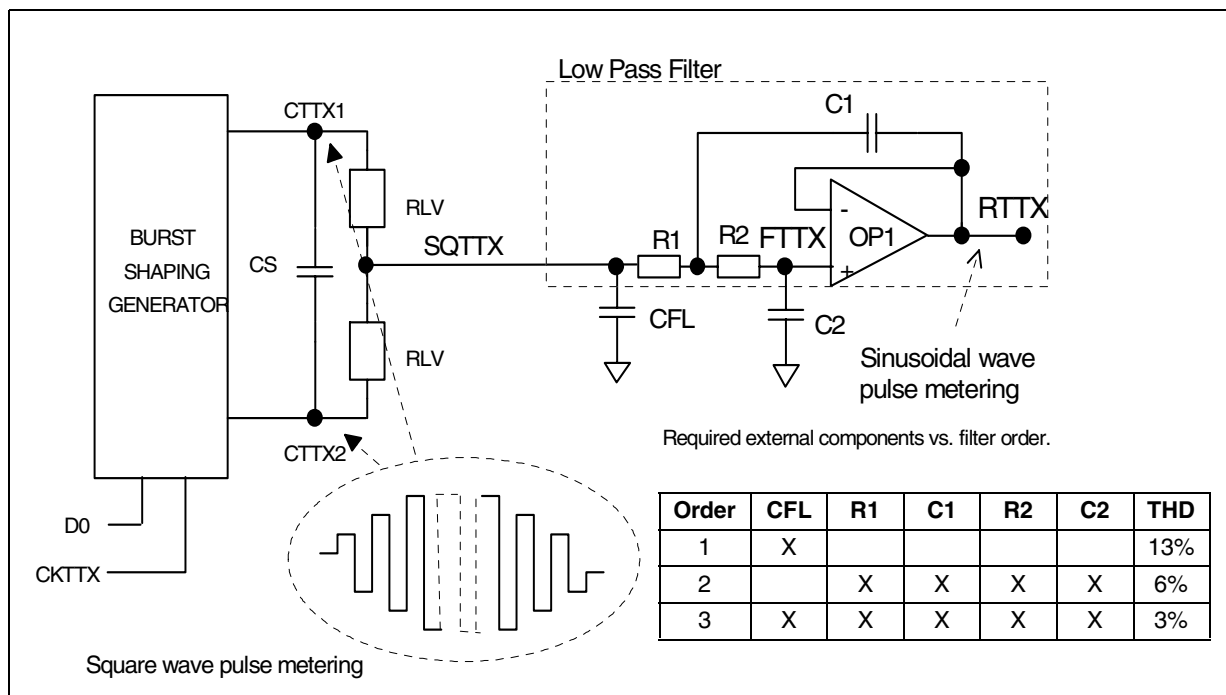 Low Pass Filter
C1
CTTX1
RLV
BURST
SHAPING
GENERATOR
CS
SQTTX
R1
R2
FTTX
-
+
OP1
RTTX
CFL
C2
RLV
Sinusoidal wave
pulse metering
CTTX2
D0
CKTTX
Square wave pulse metering
Required external components vs. filter order.
Order CFL R1 C1 R2 C2 THD
1 X 13%
2 X X X X 6%
3 X X X X X 3%